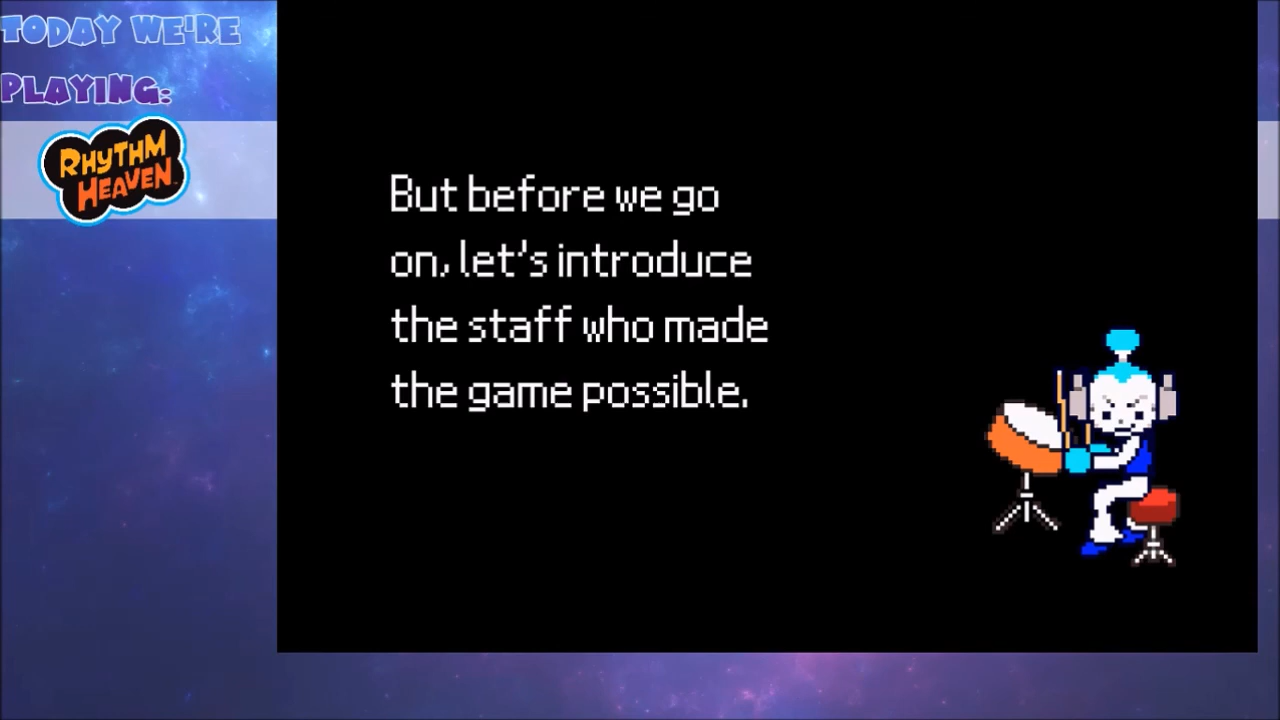 TODAY WE'RE
PLAYING:
RHYTHM
HEAVEN™
But before we go
on, let's introduce
the staff who made
the game possible.